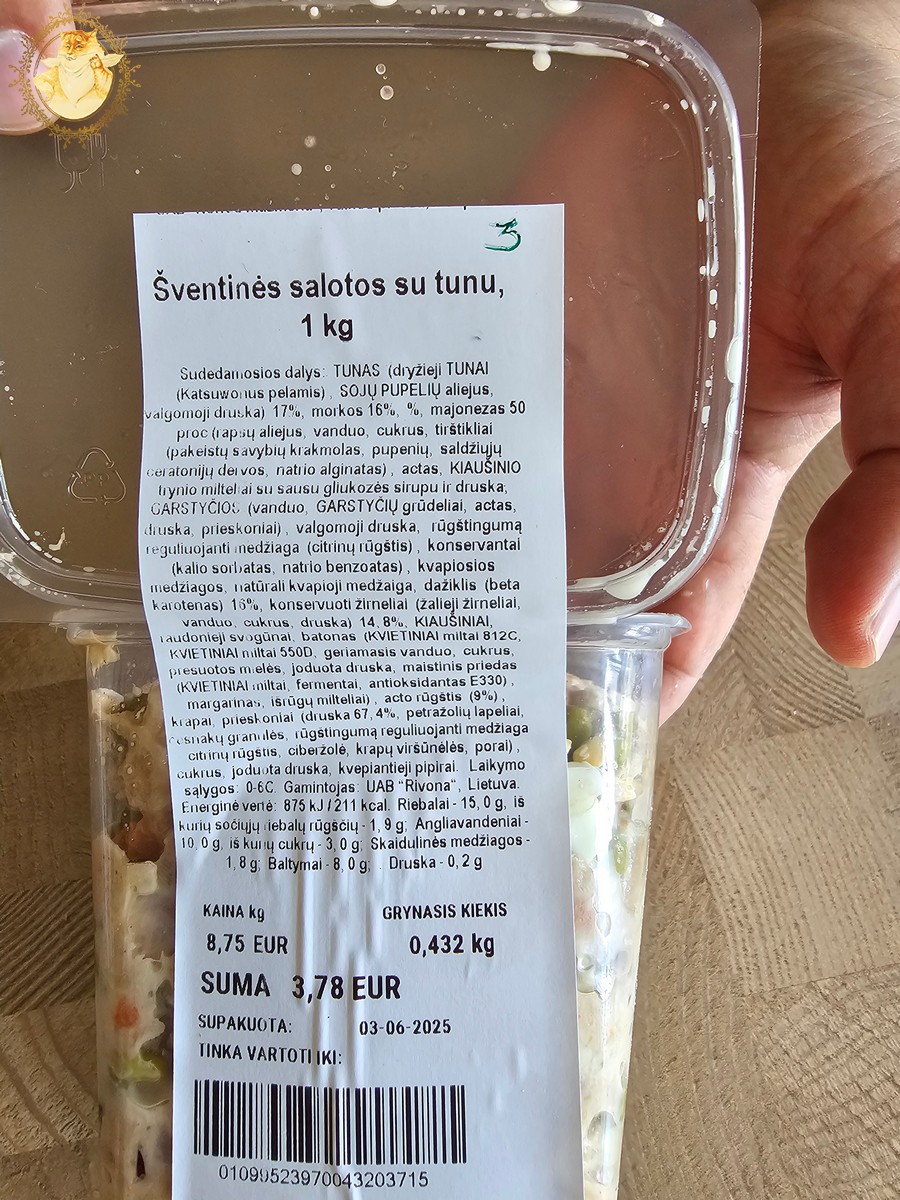 3
Šventinės salotos su tunu,
1 kg
Sudedamosios dalys: TUNAS (dryžieji TUNAI
(Katsuwonus pelamis), SOJŲ PUPELIŲ aliejus,
valgomoji druska) 17%, morkos 16%, %, majonezas 50
proc (rapsų aliejus, vanduo, cukrus, tirštikliai
(pakeistų savybių krakmolas, pupenių, saldžiųjų
ceratonijų dervos, natrio alginatas), actas, KIAUŠINIO
trynio milteliai su sausu gliukozės sirupu ir druska;
GARSTYČIOS (vanduo, GARSTYČIŲ grūdeliai, actas,
druska, prieskoniai), valgomoji druska, rūgštingumą
reguliuojanti medžiaga (citrinų rūgštis), konservantai
(kalio sorbatas, natrio benzoatas), kvapiosios
medžiagos, natūrali kvapioji medžaiga, dažiklis (beta
karotenas) 16%, konservuoti žirneliai (žalieji žirneliai,
vanduo, cukrus, druska) 14,8%, KIAUŠINIAI,
raudonieji svogūnai, batonas (KVIETINIAI miltai 812C,
KVIETINIAI miltai 550D, geriamasis vanduo, cukrus,
presuotos mielės, joduota druska, maistinis priedas
(KVIETINIAI miltai, fermentai, antioksidantas E330),
margarinas, išrūgų milteliai), acto rūgštis (9%),
krapai, prieskoniai (druska 67,4%, petražolių lapeliai,
česnakų granulės, rūgštingumą reguliuojanti medžiaga
citrinų rūgštis, ciberžolė, krapų viršūnėlės, porai),
cukrus, joduota druska, kvepiantieji pipirai. Laikymo
sąlygos: 0-6C. Gamintojas: UAB "Rivona", Lietuva.
Energinė vertė: 875 kJ/211 kcal. Riebalai - 15,0 g, iš
kurių sočiųjų riebalų rūgščių - 1,9 g; Angliavandeniai -
10,0 g, iš kurių cukrų - 3,0 g; Skaidulinės medžiagos -
1,8 g; Baltymai - 8,0 g; . Druska - 0,2 g
KAINA kg GRYNASIS KIEKIS
8,75 EUR 0,432 kg
SUMA 3,78 EUR
SUPAKUOTA: 03-06-2025
TINKA VARTOTI IKI:
01099523970043203715